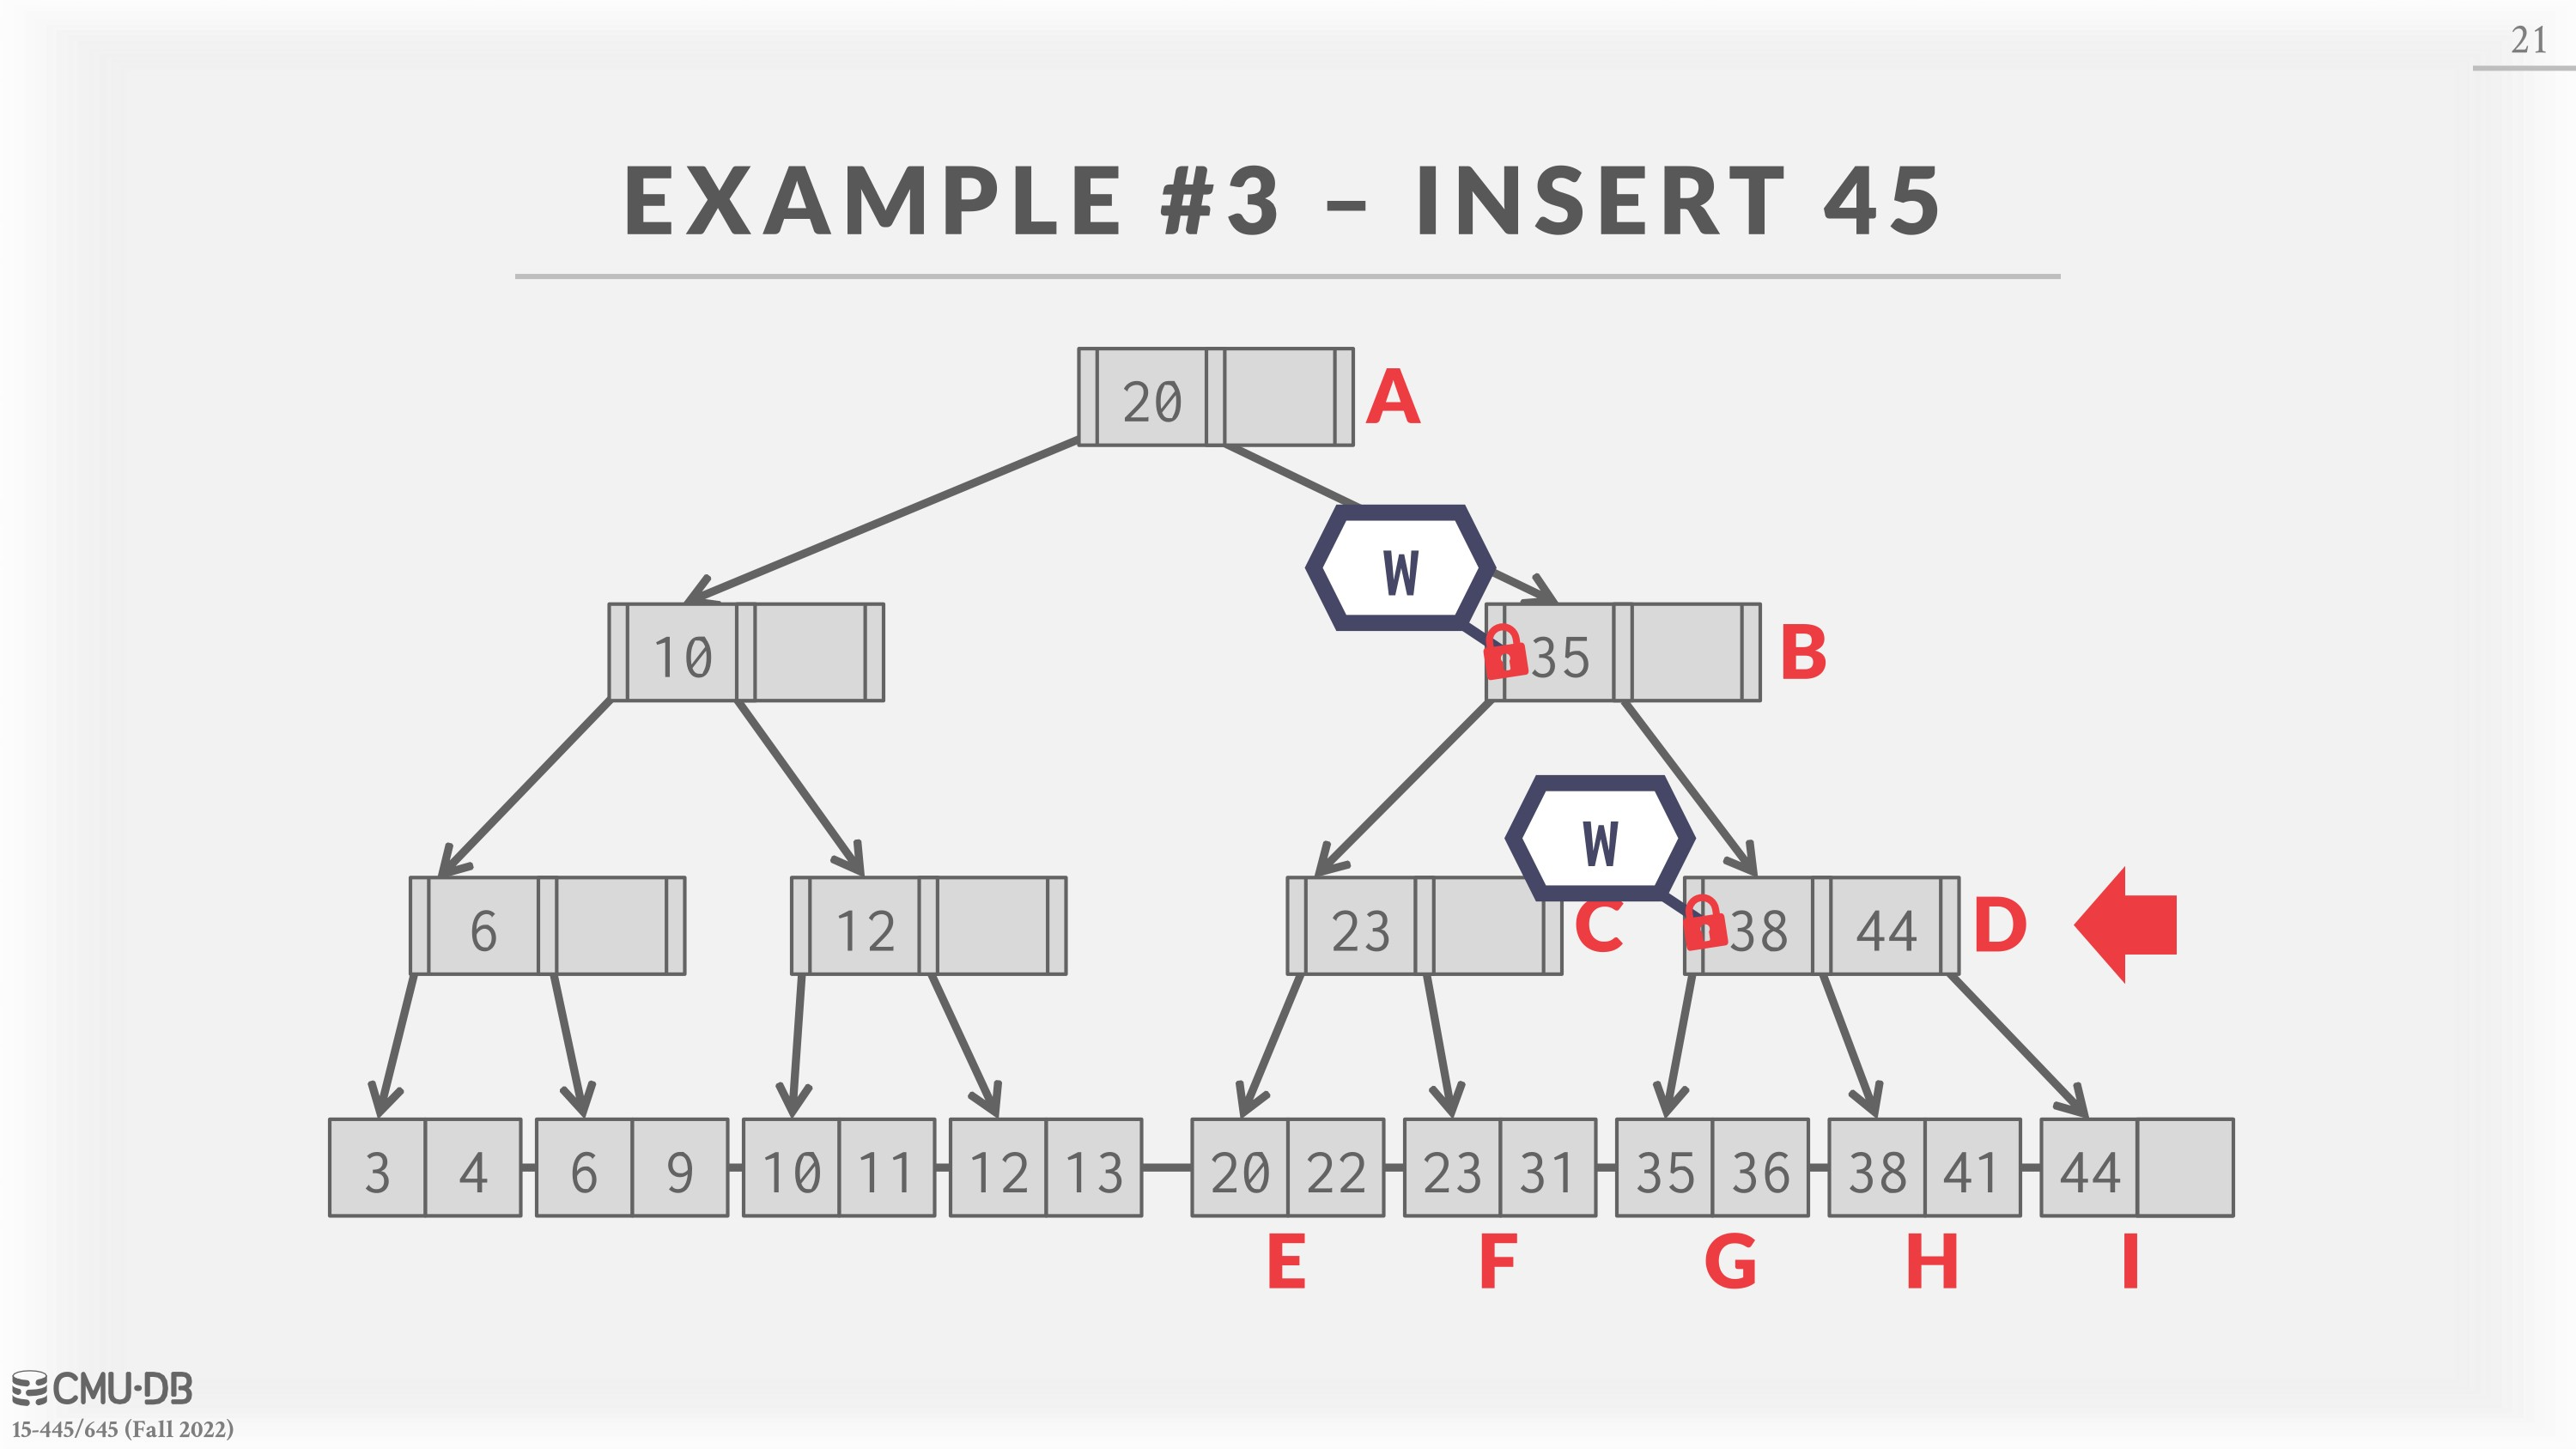 21
EXAMPLE #3 – INSERT 45
20 A
W
10 35 B
W
6 12 23 C 38 44 D
3 4 6 9 10 11 12 13 20 22 23 31 35 36 38 41 44
E F G H I
CMU·DB
15-445/645 (Fall 2022)